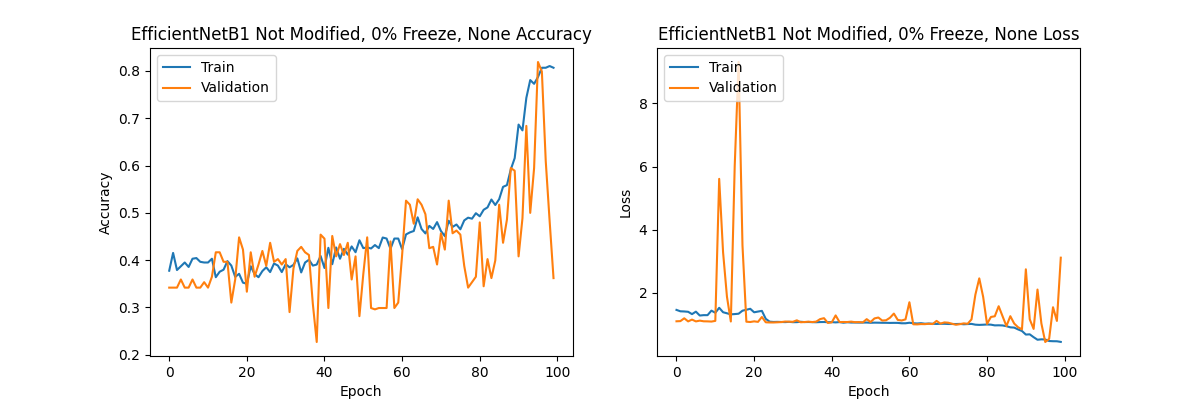 EfficientNetB1 Not Modified, 0% Freeze, None Accuracy
Train
Validation
0.8
0.7
0.6
0.5
0.4
0.3
0.2
Accuracy
0
20
40
60
80
100
Epoch
EfficientNetB1 Not Modified, 0% Freeze, None Loss
Train
Validation
8
6
4
2
Loss
0
20
40
60
80
100
Epoch